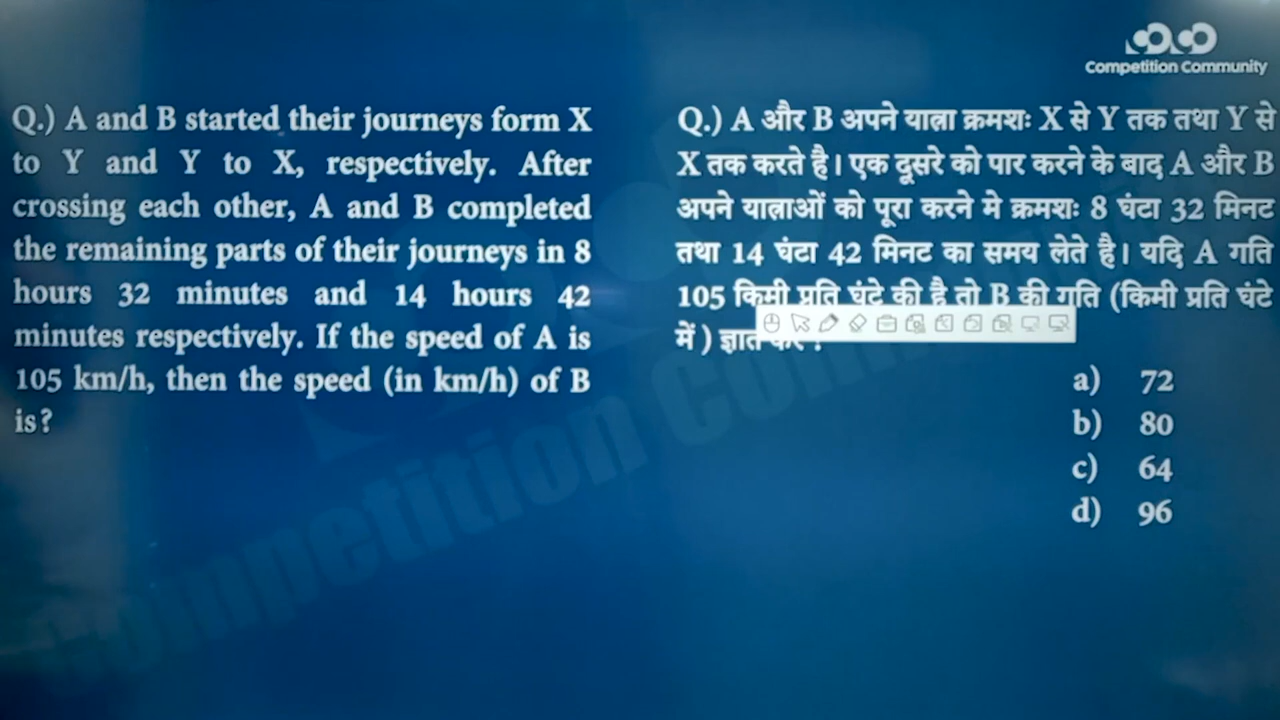 Competition Community
Q.) A and B started their journeys form X
to Y and Y to X, respectively. After
crossing each other, A and B completed
the remaining parts of their journeys in 8
hours 32 minutes and 14 hours 42
minutes respectively. If the speed of A is
105 km/h, then the speed (in km/h) of B
is?
Q.) A और B अपने यात्रा क्रमशः X से Y तक तथा Y से
X तक करते है। एक दूसरे को पार करने के बाद A और B
अपने यात्राओं को पूरा करने मे क्रमशः 8 घंटा 32 मिनट
तथा 14 घंटा 42 मिनट का समय लेते है। यदि A गति
105 किमी प्रति घंटे की है तो B की गति (किमी प्रति घंटे
में ) ज्ञात
a) 72
b) 80
c) 64
d) 96
Competition Community